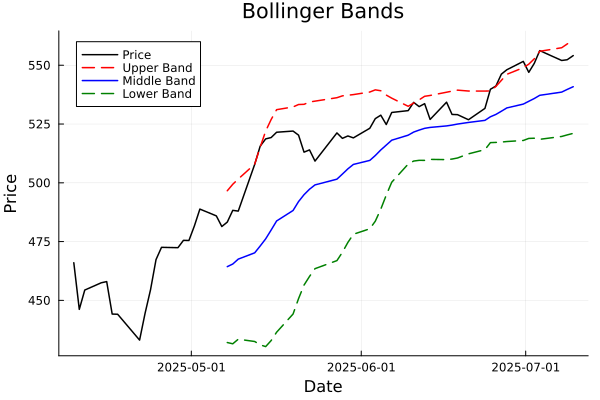 Bollinger Bands
Price
Upper Band
Middle Band
Lower Band
Price
550
525
500
475
450
2025-05-01
2025-06-01
2025-07-01
Date